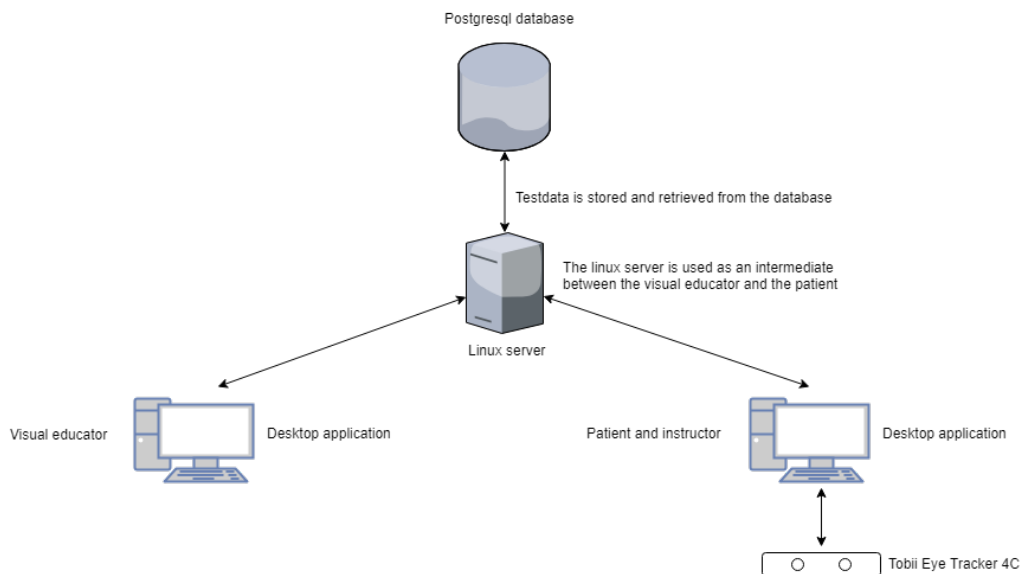 Postgresql database
Testdata is stored and retrieved from the database
The linux server is used as an intermediate
between the visual educator and the patient
Linux server
Visual educator
Desktop application
Patient and instructor
Desktop application
Tobii Eye Tracker 4C